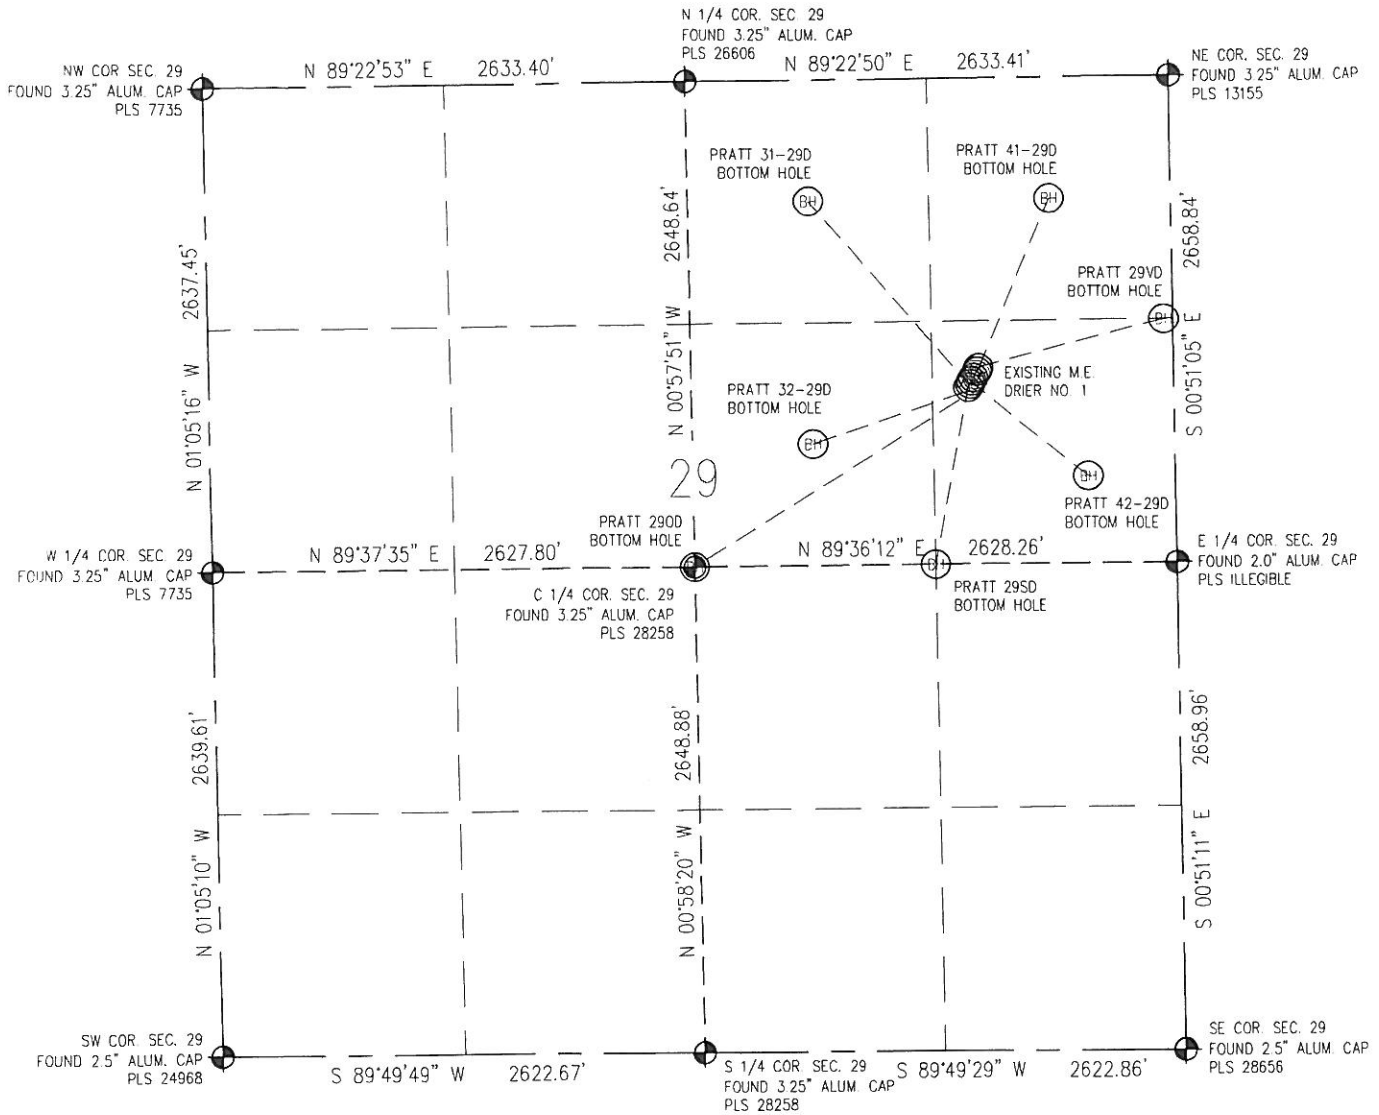 N 1/4 COR. SEC. 29
FOUND 3.25" ALUM. CAP
PLS 26606
NW COR SEC. 29
FOUND 3.25" ALUM. CAP
PLS 7735
N 89°22'53" E 2633.40'
N 89°22'50" E 2633.41'
NE COR. SEC. 29
FOUND 3.25" ALUM. CAP
PLS 13155
PRATT 31-29D
BOTTOM HOLE
BH
PRATT 41-29D
BOTTOM HOLE
BH
2637.45'
N 01°05'16" W
2648.64'
N 00°57'51" W
2658.84'
S 00°51'05" E
PRATT 29VD
BOTTOM HOLE
BH
EXISTING M.E.
DRIER NO. 1
PRATT 32-29D
BOTTOM HOLE
BH
29
BH
PRATT 42-29D
BOTTOM HOLE
PRATT 29OD
BOTTOM HOLE
W 1/4 COR. SEC. 29
FOUND 3.25" ALUM. CAP
PLS 7735
N 89°37'35" E 2627.80'
N 89°36'12" E 2628.26'
E 1/4 COR. SEC. 29
FOUND 2.0" ALUM. CAP
PLS ILLEGIBLE
C 1/4 COR. SEC. 29
FOUND 3.25" ALUM. CAP
PLS 28258
PRATT 29SD
BOTTOM HOLE
2639.61'
N 01°05'10" W
2648.88'
N 00°58'20" W
2658.96'
S 00°51'11" E
SW COR. SEC. 29
FOUND 2.5" ALUM. CAP
PLS 24968
S 89°49'49" W 2622.67'
S 1/4 COR. SEC. 29
FOUND 3.25" ALUM. CAP
PLS 28258
S 89°49'29" W 2622.86'
SE COR. SEC. 29
FOUND 2.5" ALUM. CAP
PLS 28656